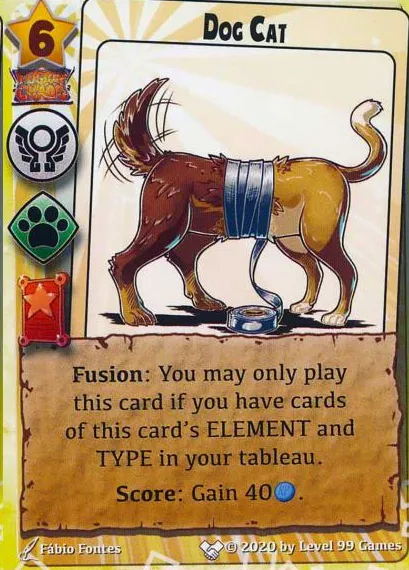 6
DOG CAT
Fusion: You may only play
this card if you have cards
of this card's ELEMENT and
TYPE in your tableau.
Score: Gain 40.
Fábio Fontes
© 2020 by Level 99 Games